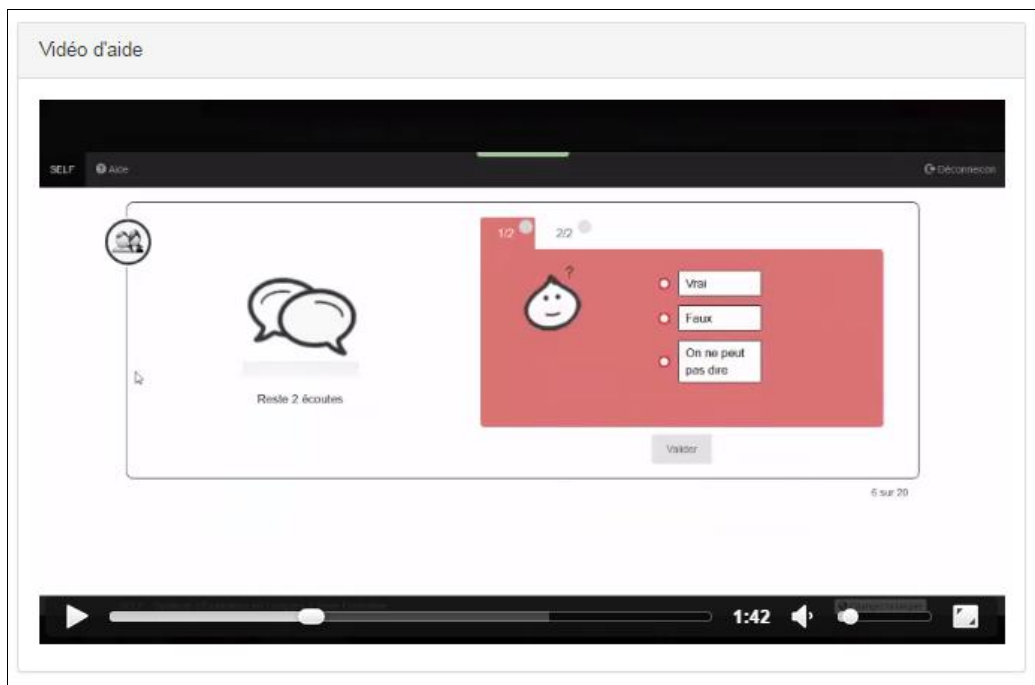 Vidéo d'aide
SELF Aide Déconnexion
1/2 2/2
?
Vrai
Faux
On ne peut
pas dire
Reste 2 écoutes
Valider
6 sur 20
1:42